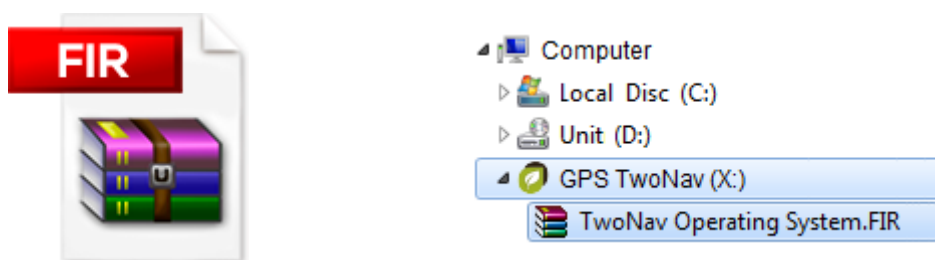 FIR
Computer
Local Disc (C:)
Unit (D:)
GPS TwoNav (X:)
TwoNav Operating System.FIR